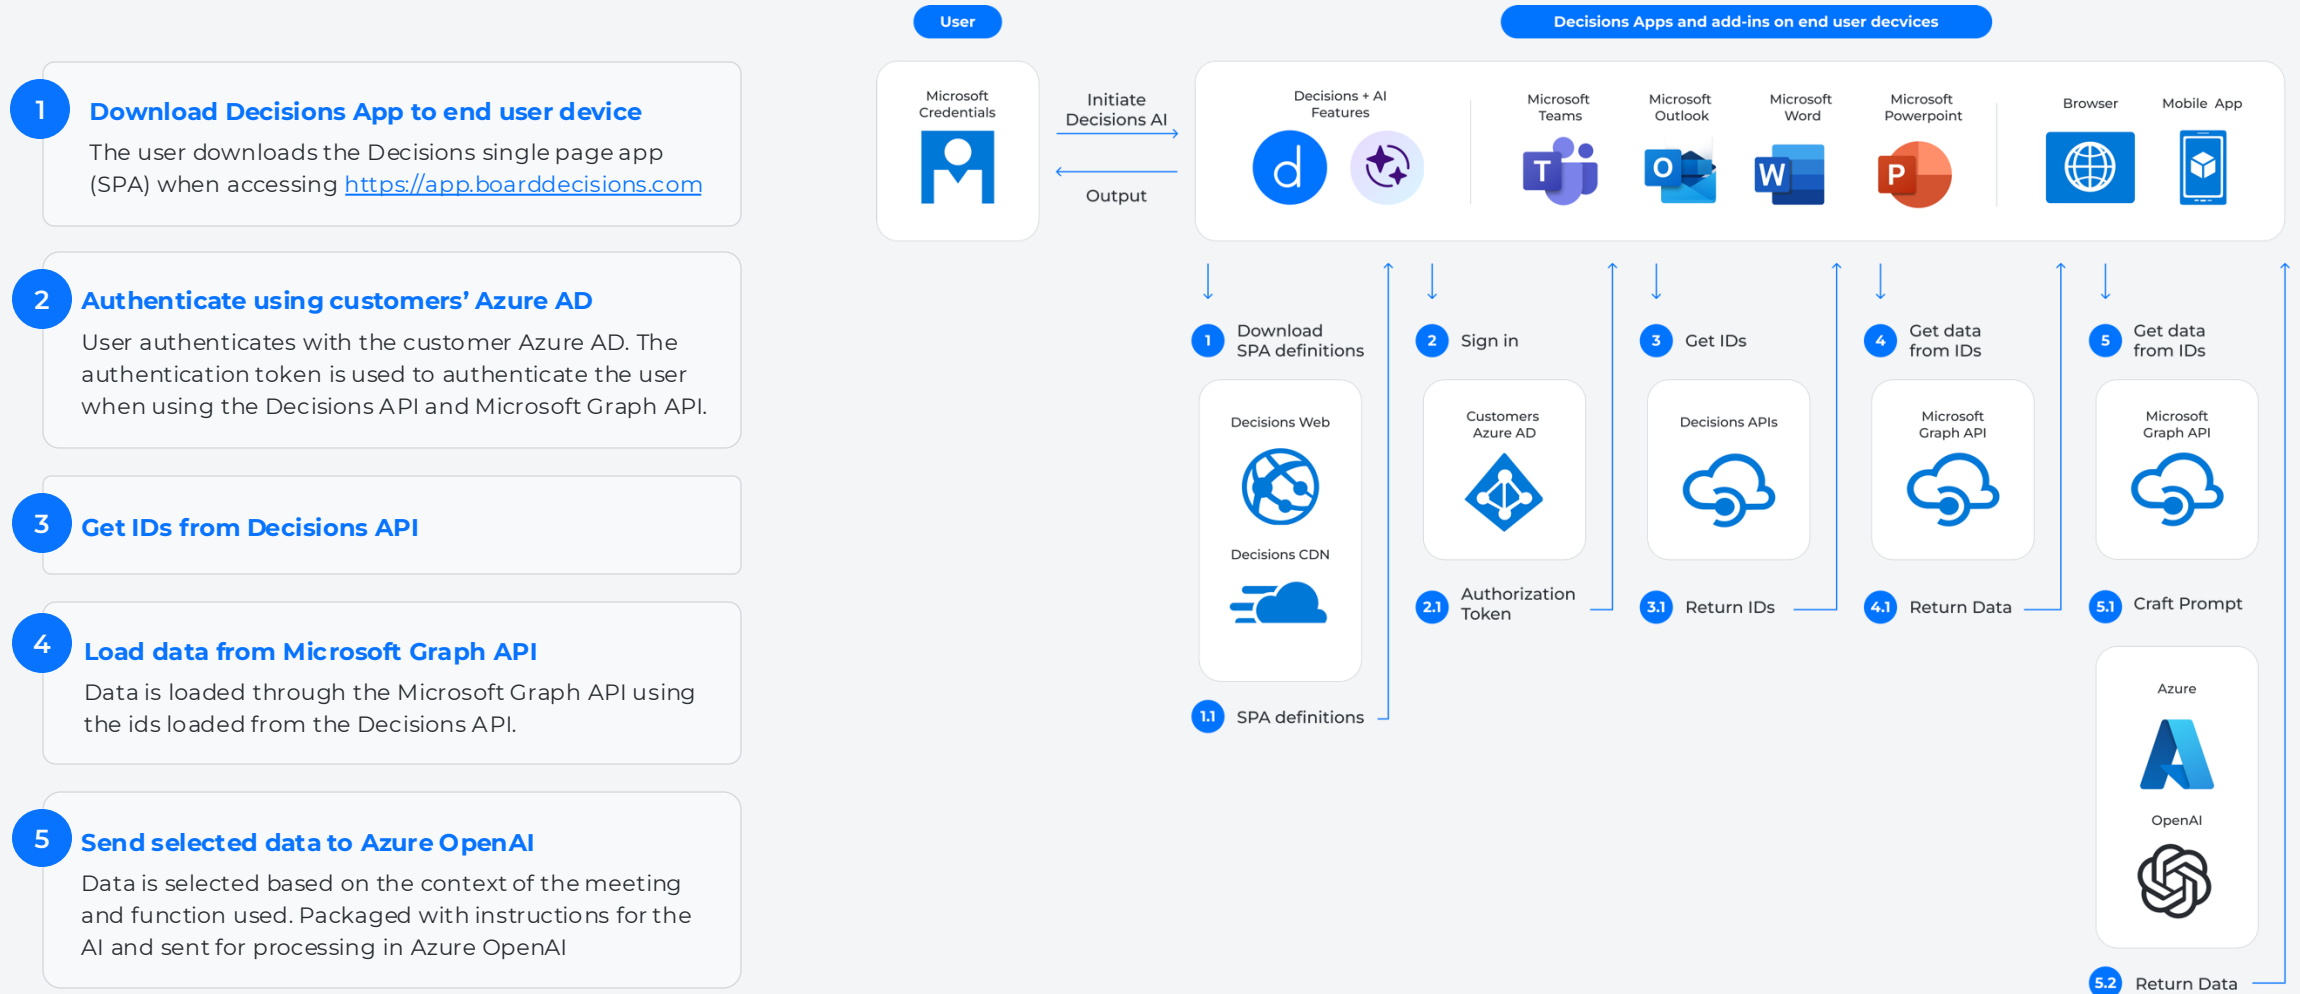 1
Download Decisions App to end user device
The user downloads the Decisions single page app
(SPA) when accessing https://app.boarddecisions.com
2
Authenticate using customers’ Azure AD
User authenticates with the customer Azure AD. The
authentication token is used to authenticate the user
when using the Decisions API and Microsoft Graph API.
3
Get IDs from Decisions API
4
Load data from Microsoft Graph API
Data is loaded through the Microsoft Graph API using
the ids loaded from the Decisions API.
5
Send selected data to Azure OpenAI
Data is selected based on the context of the meeting
and function used. Packaged with instructions for the
AI and sent for processing in Azure OpenAI
User
Microsoft
Credentials
Initiate
Decisions AI
Output
Decisions Apps and add-ins on end user decvices
Decisions + AI
Features
d
Microsoft
Teams
T
Microsoft
Outlook
O
Microsoft
Word
W
Microsoft
Powerpoint
P
Browser
Mobile App
1
Download
SPA definitions
Decisions Web
Decisions CDN
1.1
SPA definitions
2
Sign in
Customers
Azure AD
2.1
Authorization
Token
3
Get IDs
Decisions APIs
3.1
Return IDs
4
Get data
from IDs
Microsoft
Graph API
4.1
Return Data
5
Get data
from IDs
Microsoft
Graph API
5.1
Craft Prompt
Azure
OpenAI
5.2
Return Data